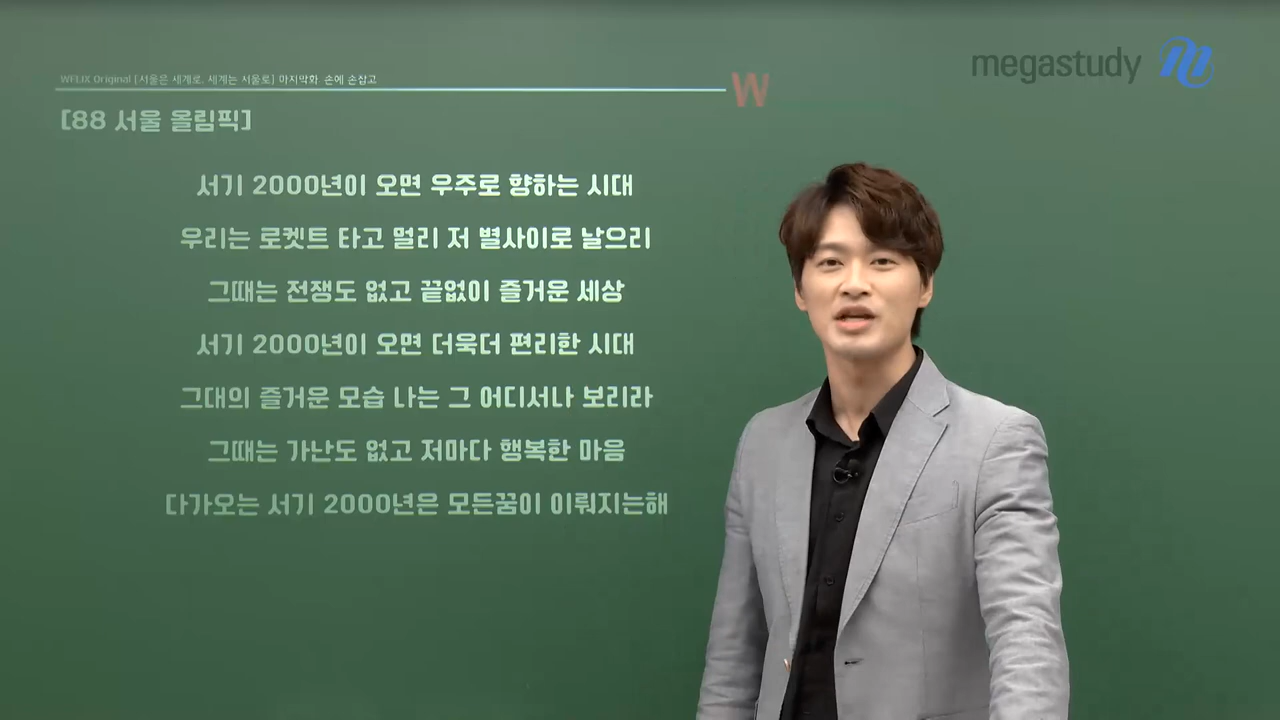 megastudy
WFLIX Original [서울은 세계로, 세계는 서울로] 마지막화. 손에 손잡고
W
[88 서울 올림픽]
서기 2000년이 오면 우주로 향하는 시대
우리는 로켓트 타고 멀리 저 별사이로 날으리
그때는 전쟁도 없고 끝없이 즐거운 세상
서기 2000년이 오면 더욱더 편리한 시대
그대의 즐거운 모습 나는 그 어디서나 보리라
그때는 가난도 없고 저마다 행복한 마음
다가오는 서기 2000년은 모든꿈이 이뤄지는해